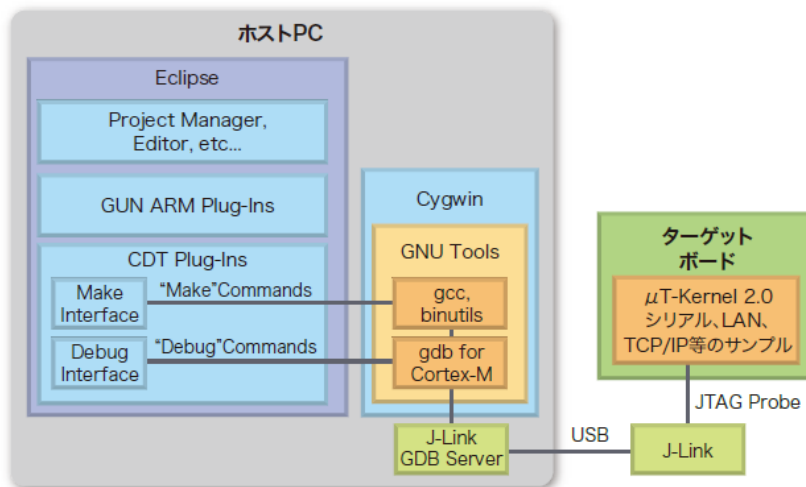 ホストPC
Eclipse
Project Manager,
Editor, etc...
GUN ARM Plug-Ins
CDT Plug-Ins
Make
Interface
"Make"Commands
Debug
Interface
"Debug"Commands
Cygwin
GNU Tools
gcc,
binutils
gdb for
Cortex-M
J-Link
GDB Server
USB
J-Link
JTAG Probe
ターゲット
ボード
μT-Kernel 2.0
シリアル、LAN、
TCP/IP等のサンプル